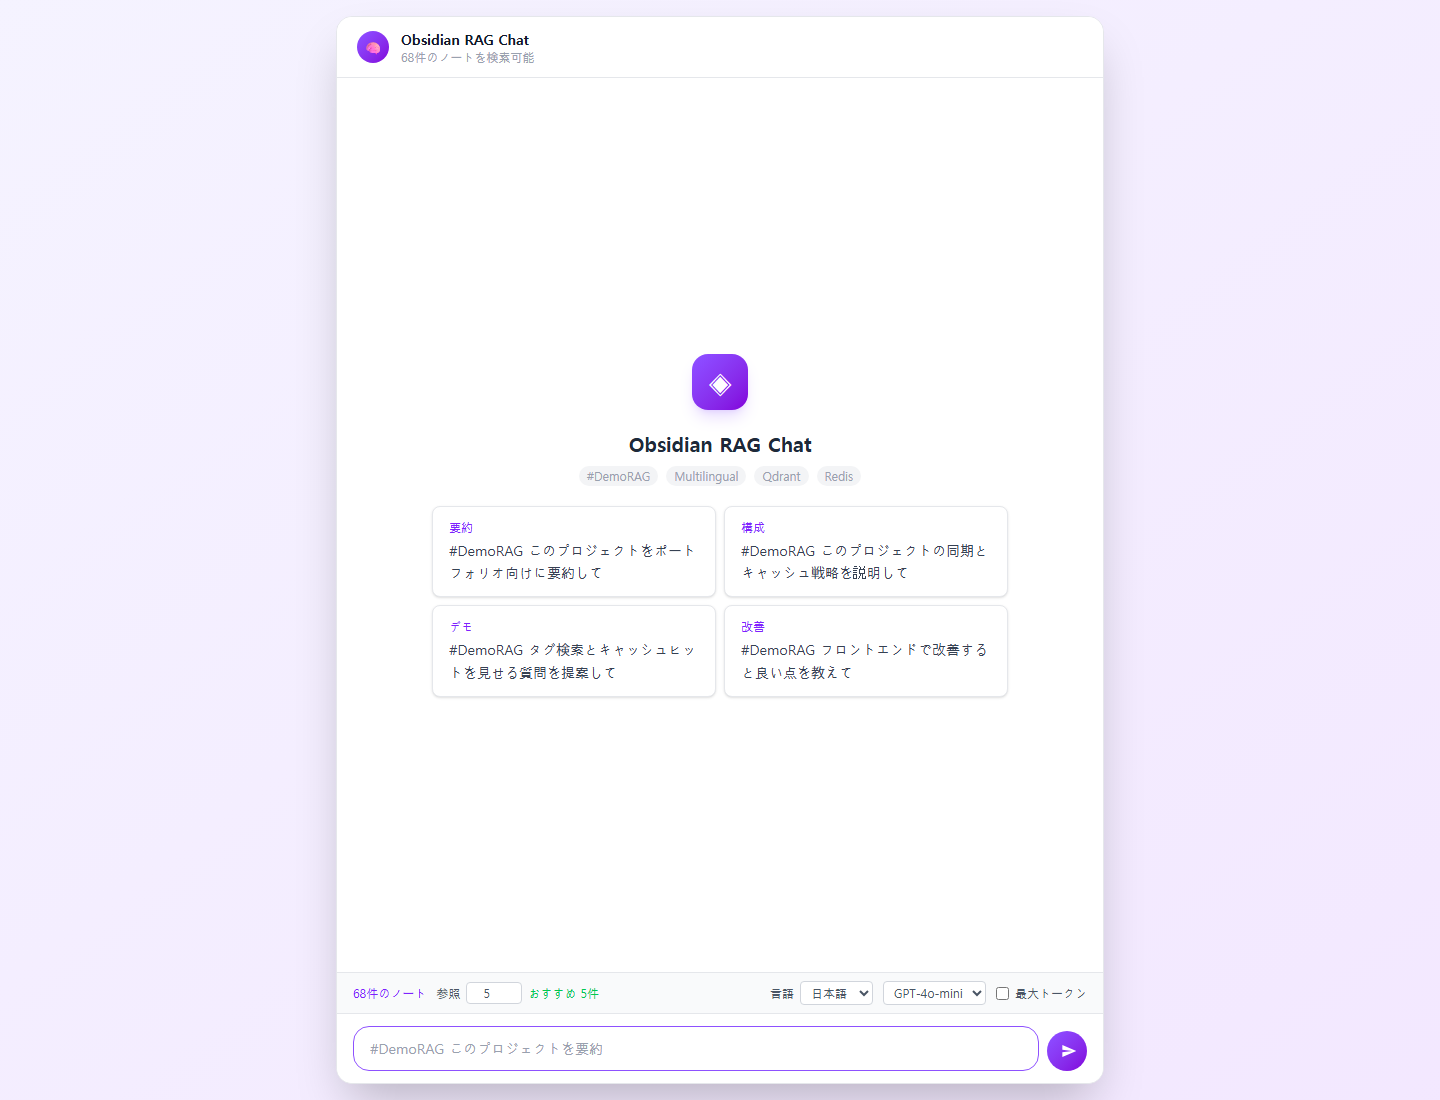 Obsidian RAG Chat
68件のノートを検索可能
Obsidian RAG Chat
#DemoRAG Multilingual Qdrant Redis
要約
#DemoRAG このプロジェクトをポート
フォリオ向けに要約して
構成
#DemoRAG このプロジェクトの同期と
キャッシュ戦略を説明して
デモ
#DemoRAG タグ検索とキャッシュヒッ
トを見せる質問を提案して
改善
#DemoRAG フロントエンドで改善する
と良い点を教えて
68件のノート 参照 5 おすすめ 5件 言語 日本語 GPT-4o-mini 最大トークン
#DemoRAG このプロジェクトを要約